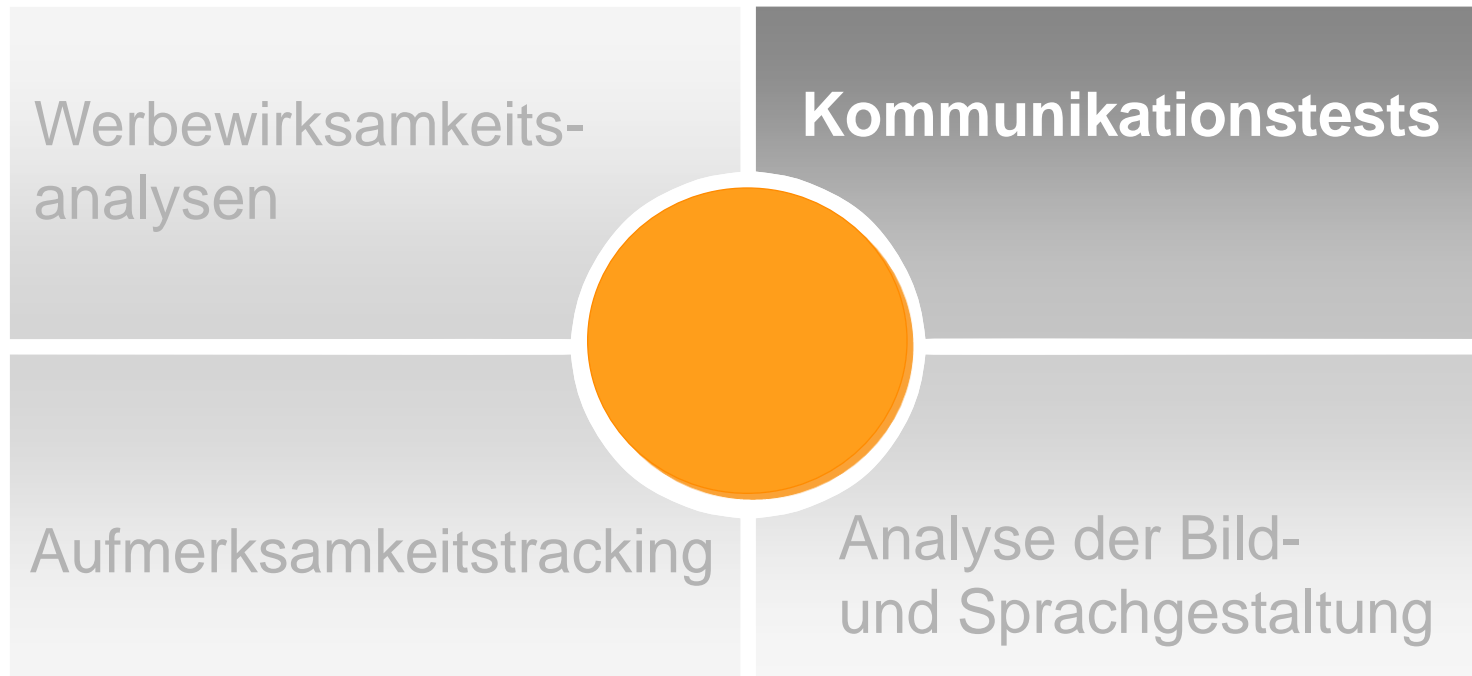 Werbewirksamkeits-
analysen
Kommunikationstests
Aufmerksamkeitstracking
Analyse der Bild-
und Sprachgestaltung